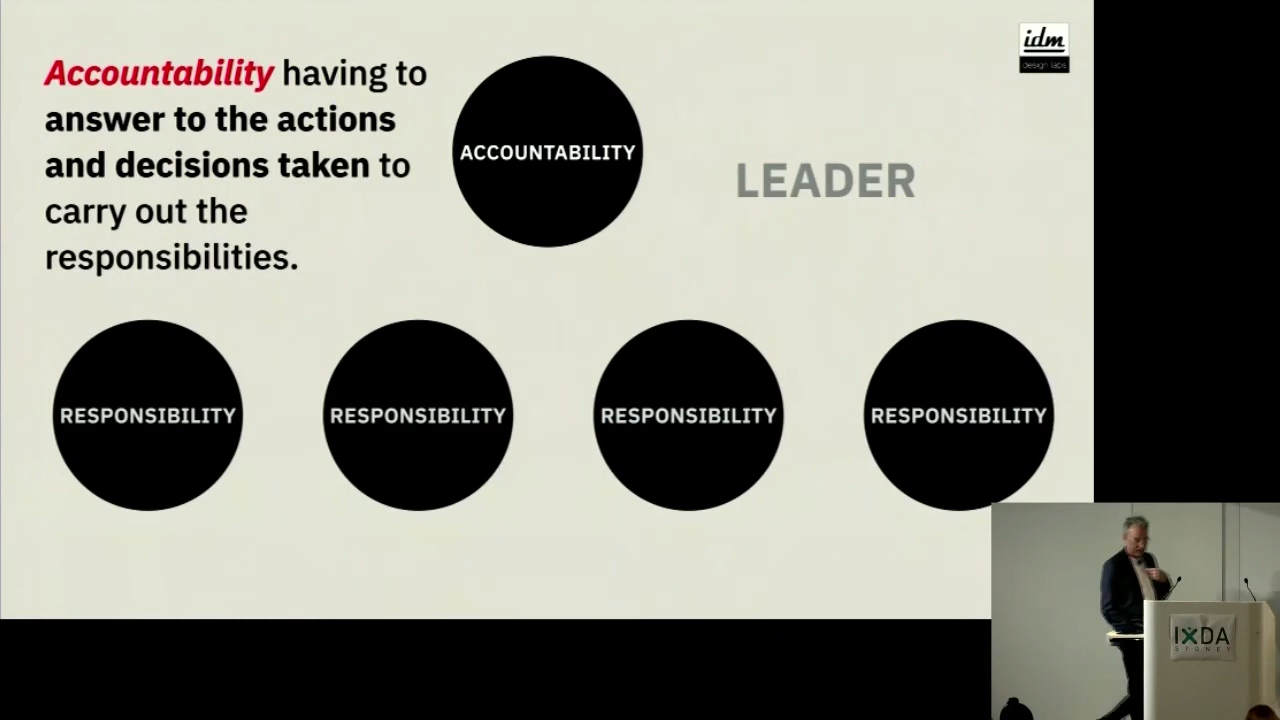 Accountability having to
answer to the actions
and decisions taken to
carry out the
responsibilities.
ACCOUNTABILITY
LEADER
idm
design labs
RESPONSIBILITY
RESPONSIBILITY
RESPONSIBILITY
RESPONSIBILITY
IXDA
SYDNEY